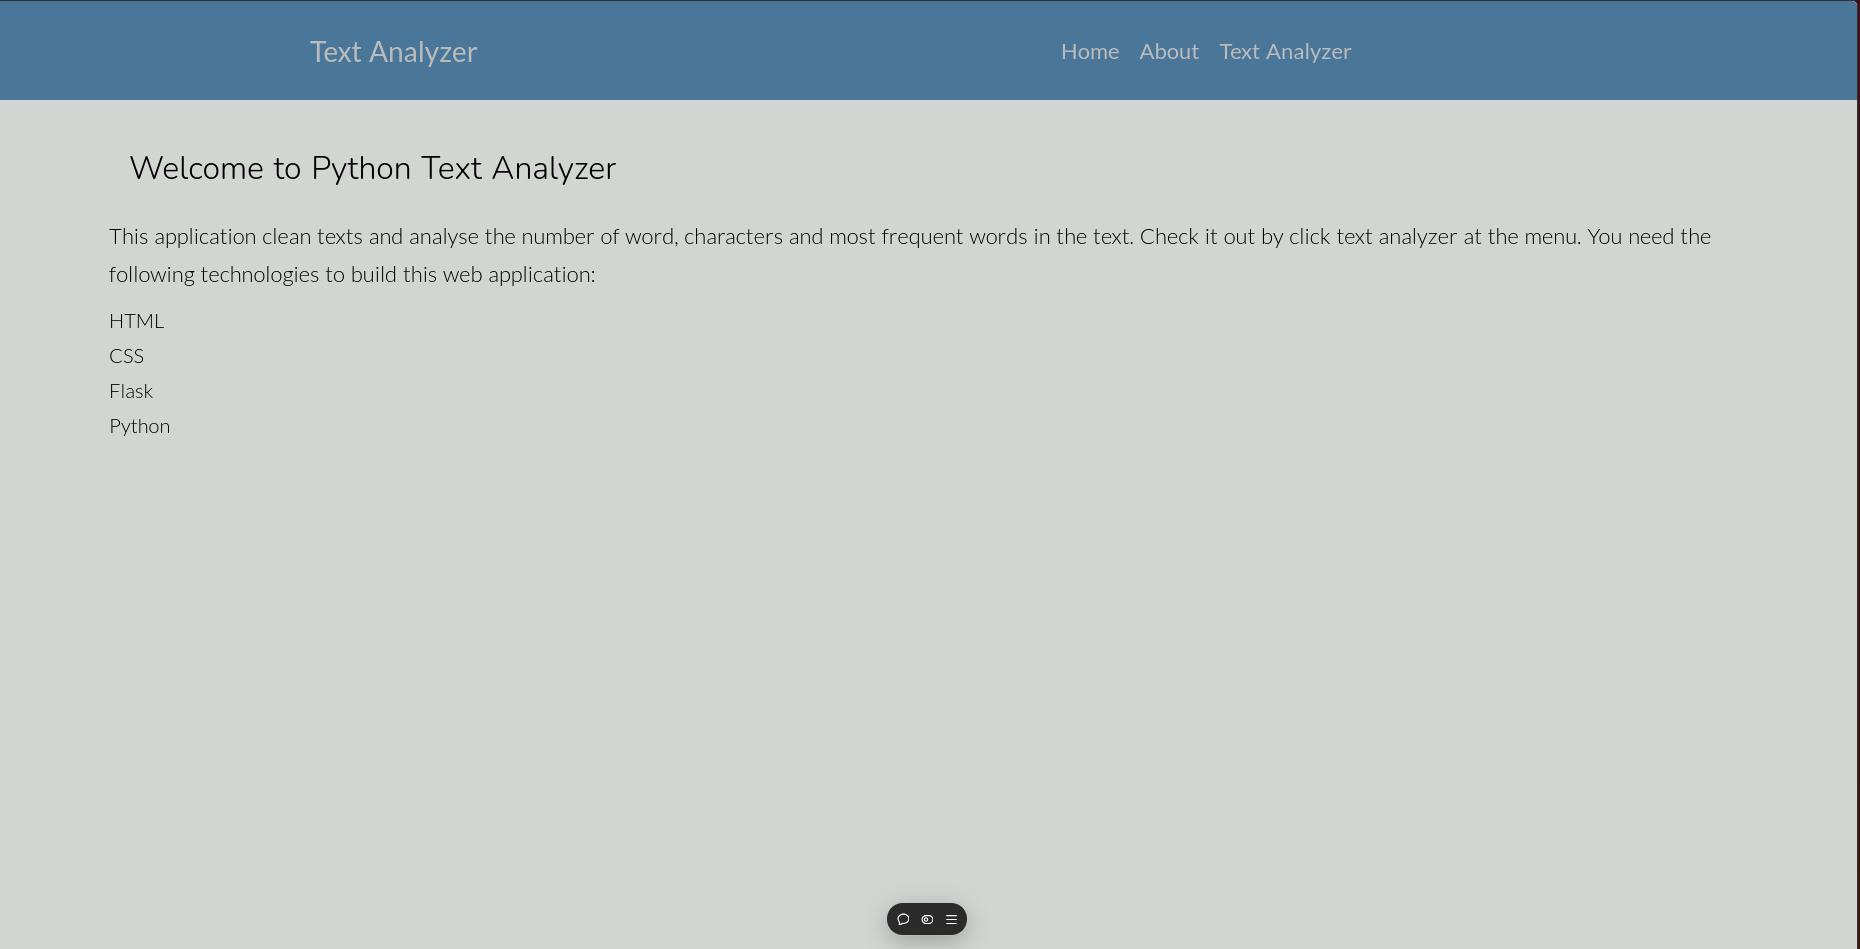 Text Analyzer
Home About Text Analyzer
Welcome to Python Text Analyzer
This application clean texts and analyse the number of word, characters and most frequent words in the text. Check it out by click text analyzer at the menu. You need the
following technologies to build this web application:
HTML
CSS
Flask
Python